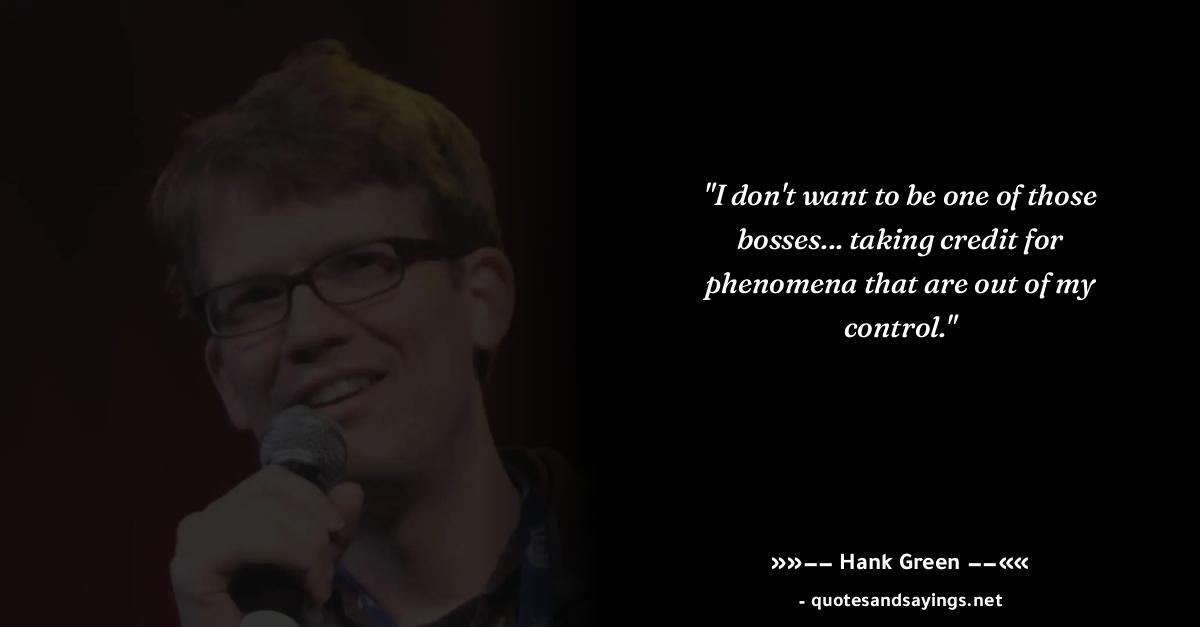 "I don't want to be one of those
bosses... taking credit for
phenomena that are out of my
control."
»»−− Hank Green −−««
- quotesandsayings.net